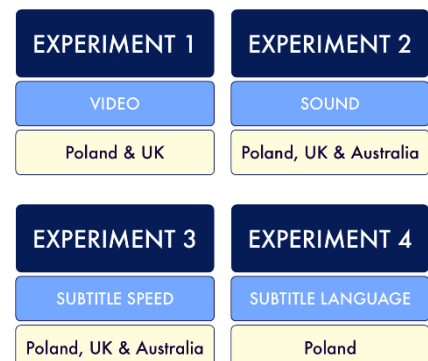 EXPERIMENT 1
VIDEO
Poland & UK
EXPERIMENT 2
SOUND
Poland, UK & Australia
EXPERIMENT 3
SUBTITLE SPEED
Poland, UK & Australia
EXPERIMENT 4
SUBTITLE LANGUAGE
Poland